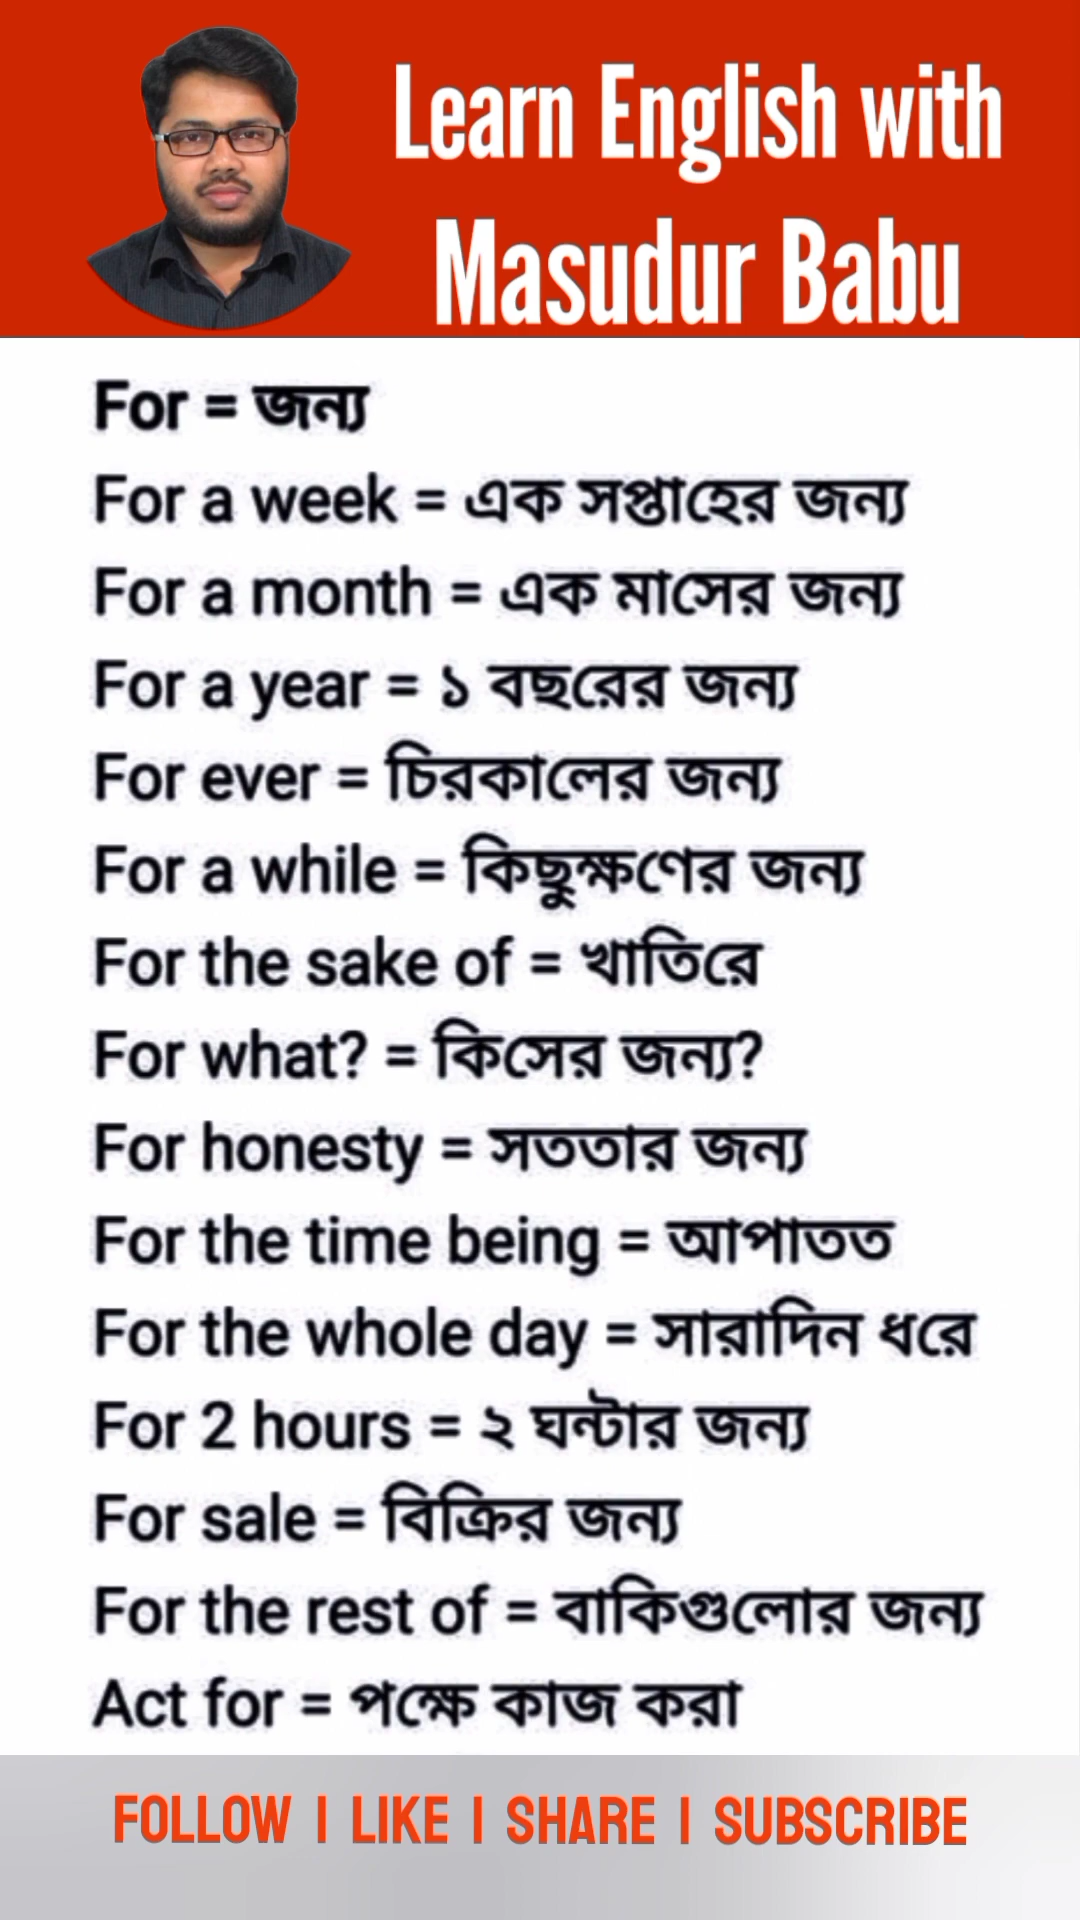 Learn English with
Masudur Babu
For = জন্য
For a week = এক সপ্তাহের জন্য
For a month = এক মাসের জন্য
For a year = ১ বছরের জন্য
For ever = চিরকালের জন্য
For a while = কিছুক্ষণের জন্য
For the sake of = খাতিরে
For what? = কিসের জন্য?
For honesty = সততার জন্য
For the time being = আপাতত
For the whole day = সারাদিন ধরে
For 2 hours = ২ ঘন্টার জন্য
For sale = বিক্রির জন্য
For the rest of = বাকিগুলোর জন্য
Act for = পক্ষে কাজ করা
FOLLOW | LIKE | SHARE | SUBSCRIBE